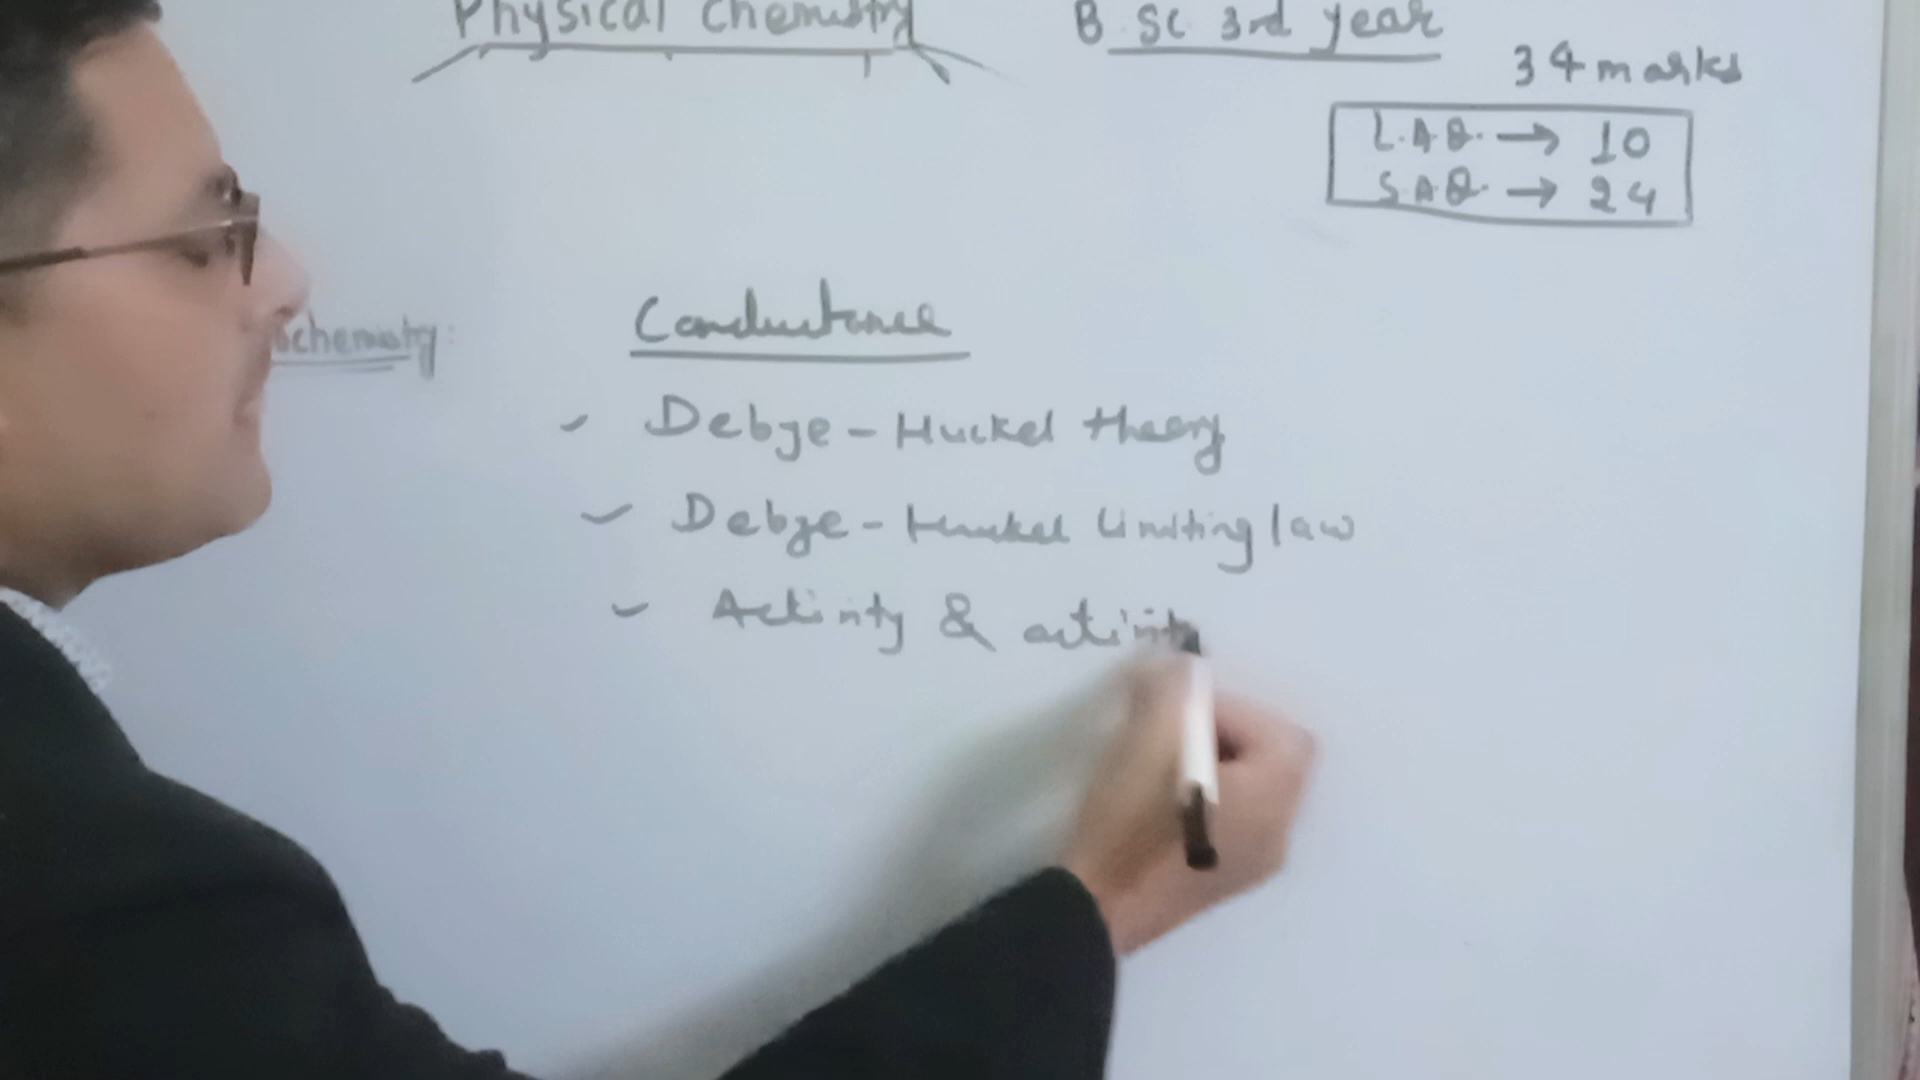 Physical Chemistry
B.Sc 3rd year
34 marks
L.A.Q. → 10
S.A.Q. → 24
chemistry:
Conductance
Debye-Huckel theory
Debye-Huckel Limiting law
Activity & activity